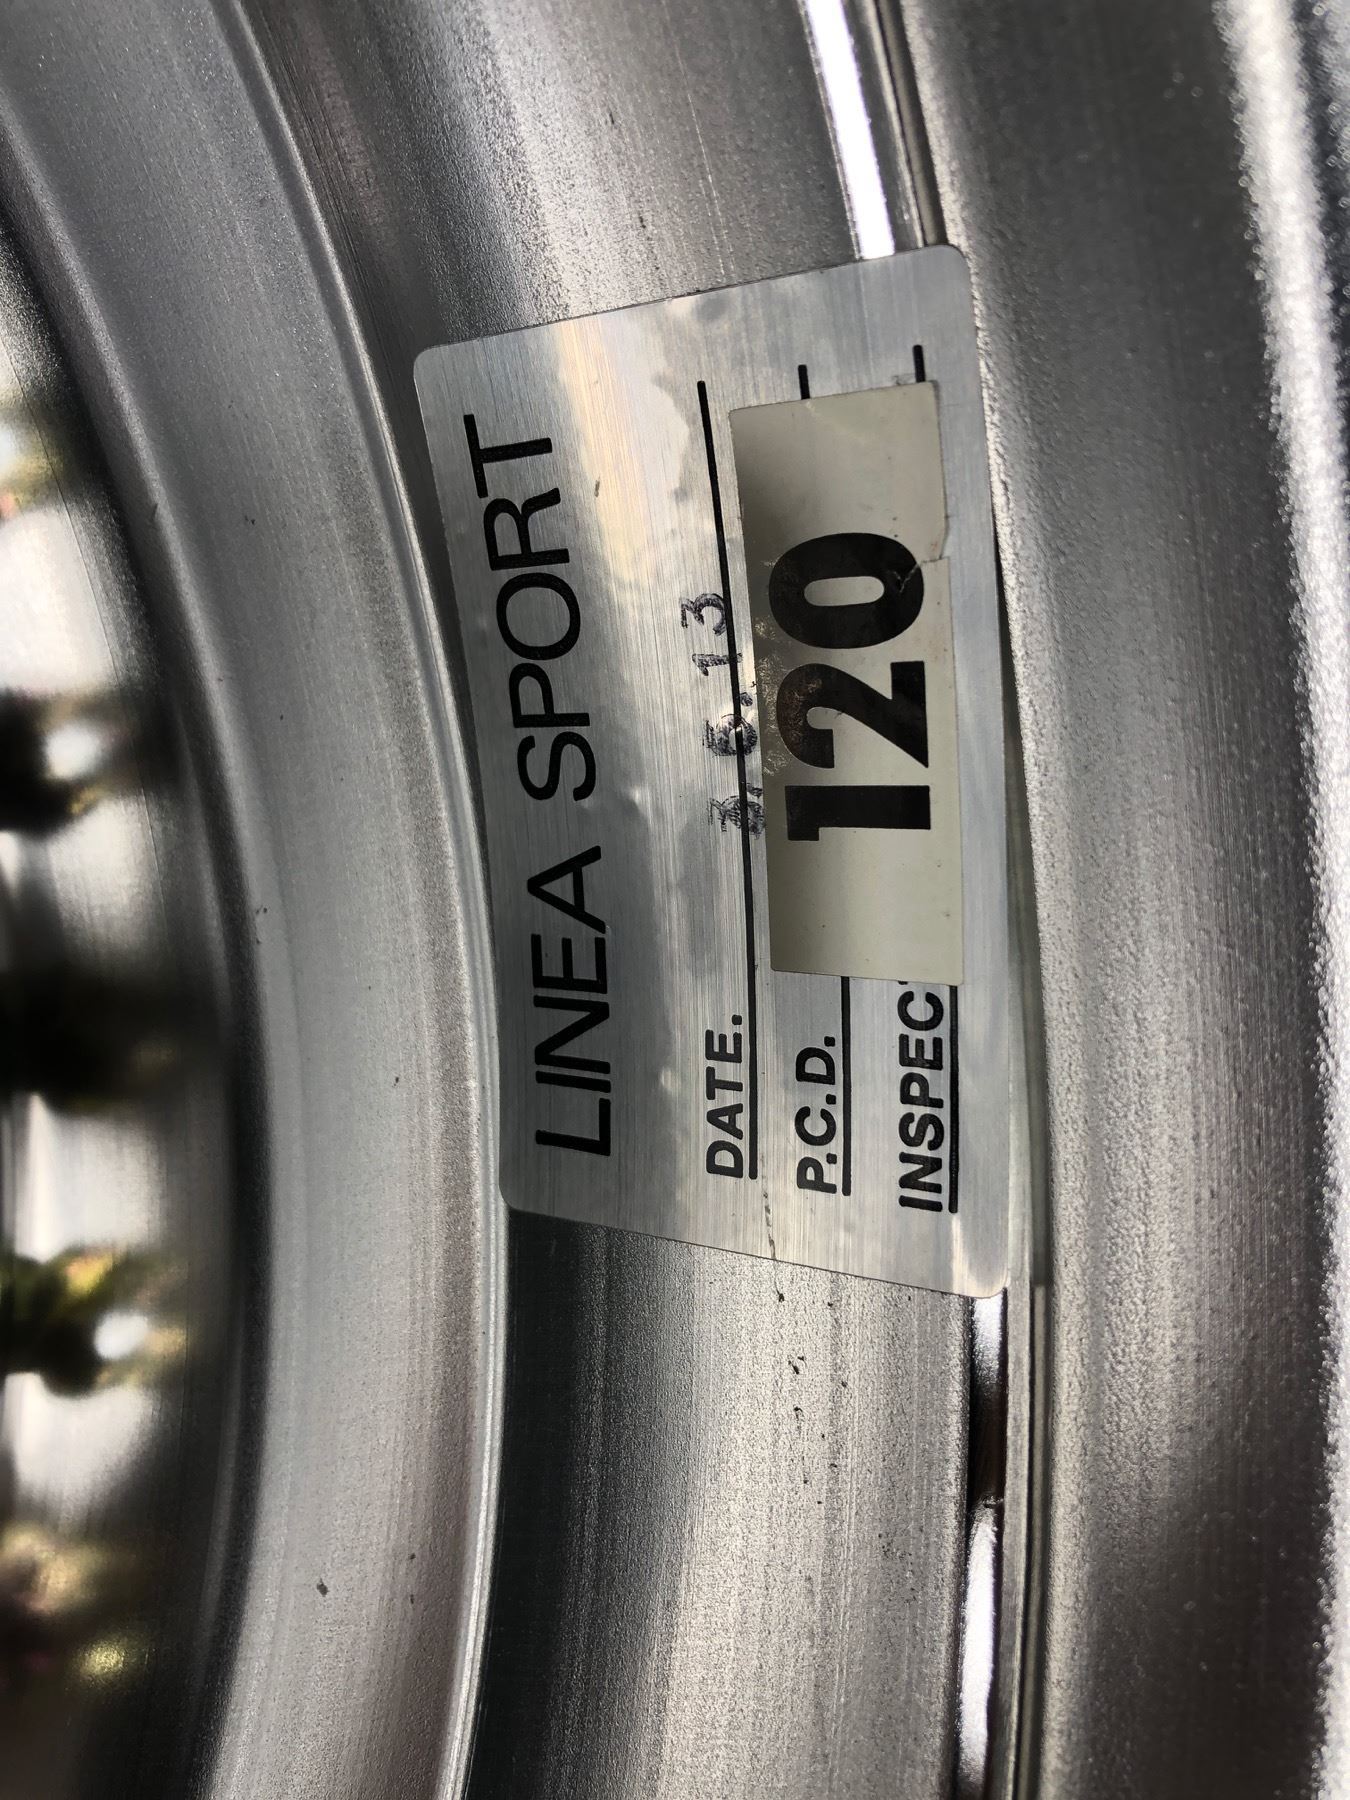 LINEA SPORT
DATE. 3. 6. 13
P.C.D. 120
INSPEC